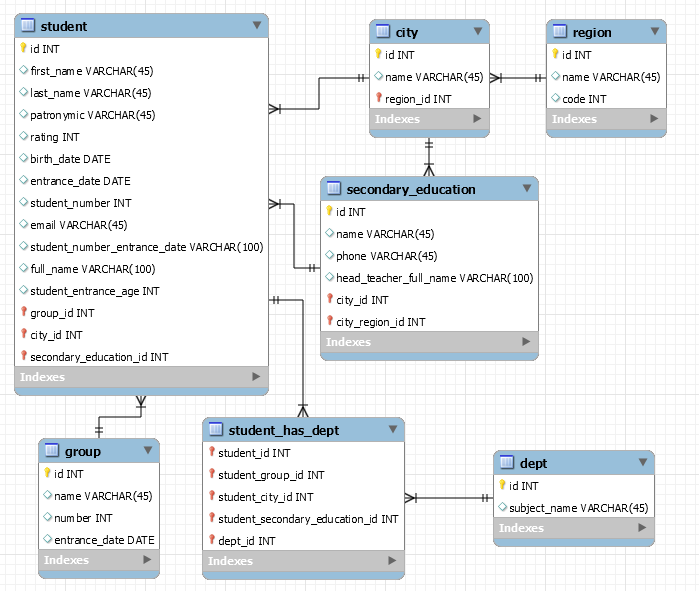 student
id INT
first_name VARCHAR(45)
last_name VARCHAR(45)
patronymic VARCHAR(45)
rating INT
birth_date DATE
entrance_date DATE
student_number INT
email VARCHAR(45)
student_number_entrance_date VARCHAR(100)
full_name VARCHAR(100)
student_entrance_age INT
group_id INT
city_id INT
secondary_education_id INT
Indexes
city
id INT
name VARCHAR(45)
region_id INT
Indexes
region
id INT
name VARCHAR(45)
code INT
Indexes
secondary_education
id INT
name VARCHAR(45)
phone VARCHAR(45)
head_teacher_full_name VARCHAR(100)
city_id INT
city_region_id INT
Indexes
group
id INT
name VARCHAR(45)
number INT
entrance_date DATE
Indexes
student_has_dept
student_id INT
student_group_id INT
student_city_id INT
student_secondary_education_id INT
dept_id INT
Indexes
dept
id INT
subject_name VARCHAR(45)
Indexes